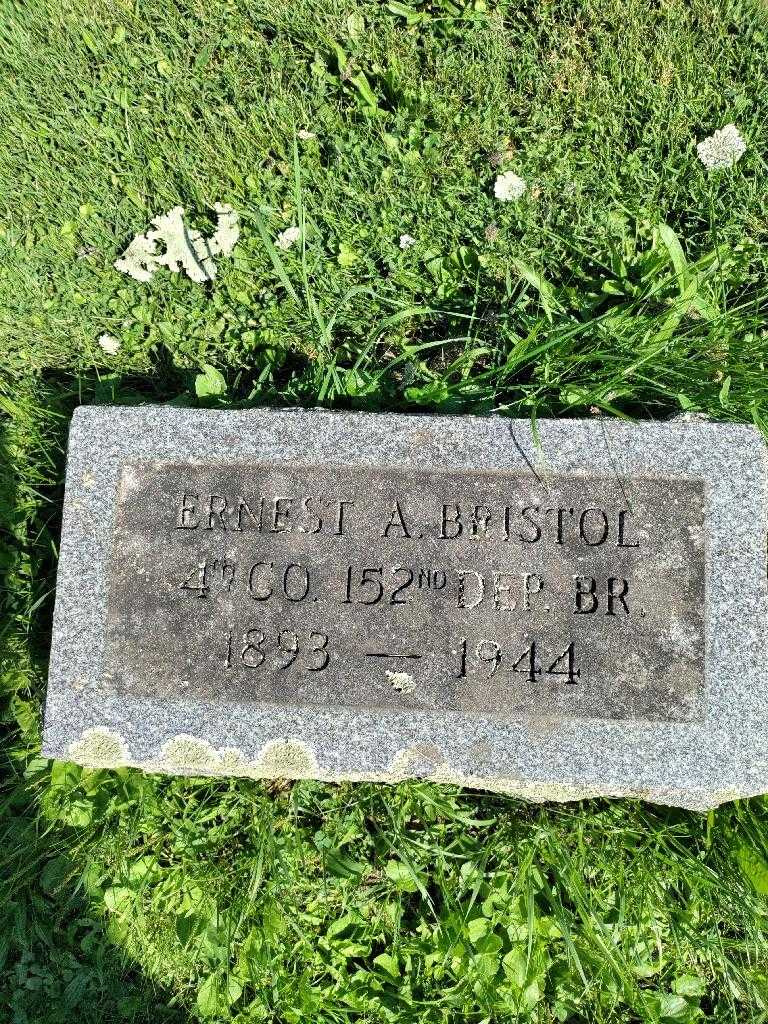 ERNEST A. BRISTOL
4TH CO. 152ND DEP. BR.
1893 — 1944